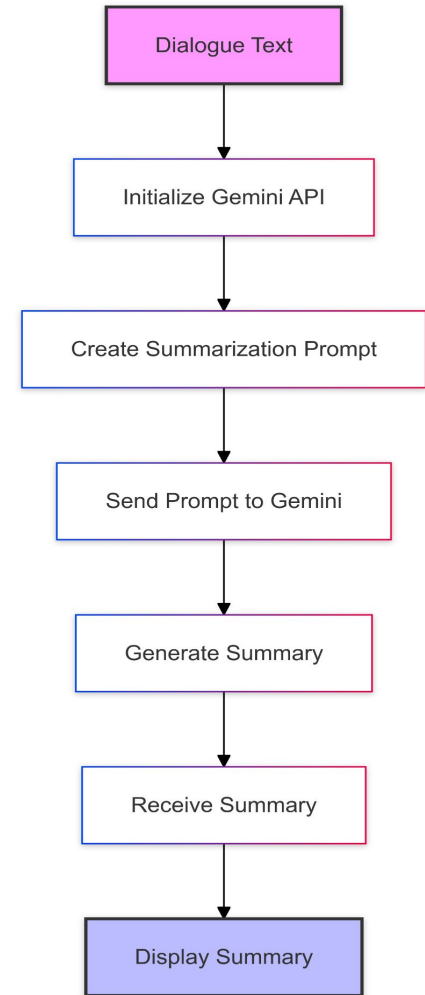 Dialogue Text
Initialize Gemini API
Create Summarization Prompt
Send Prompt to Gemini
Generate Summary
Receive Summary
Display Summary